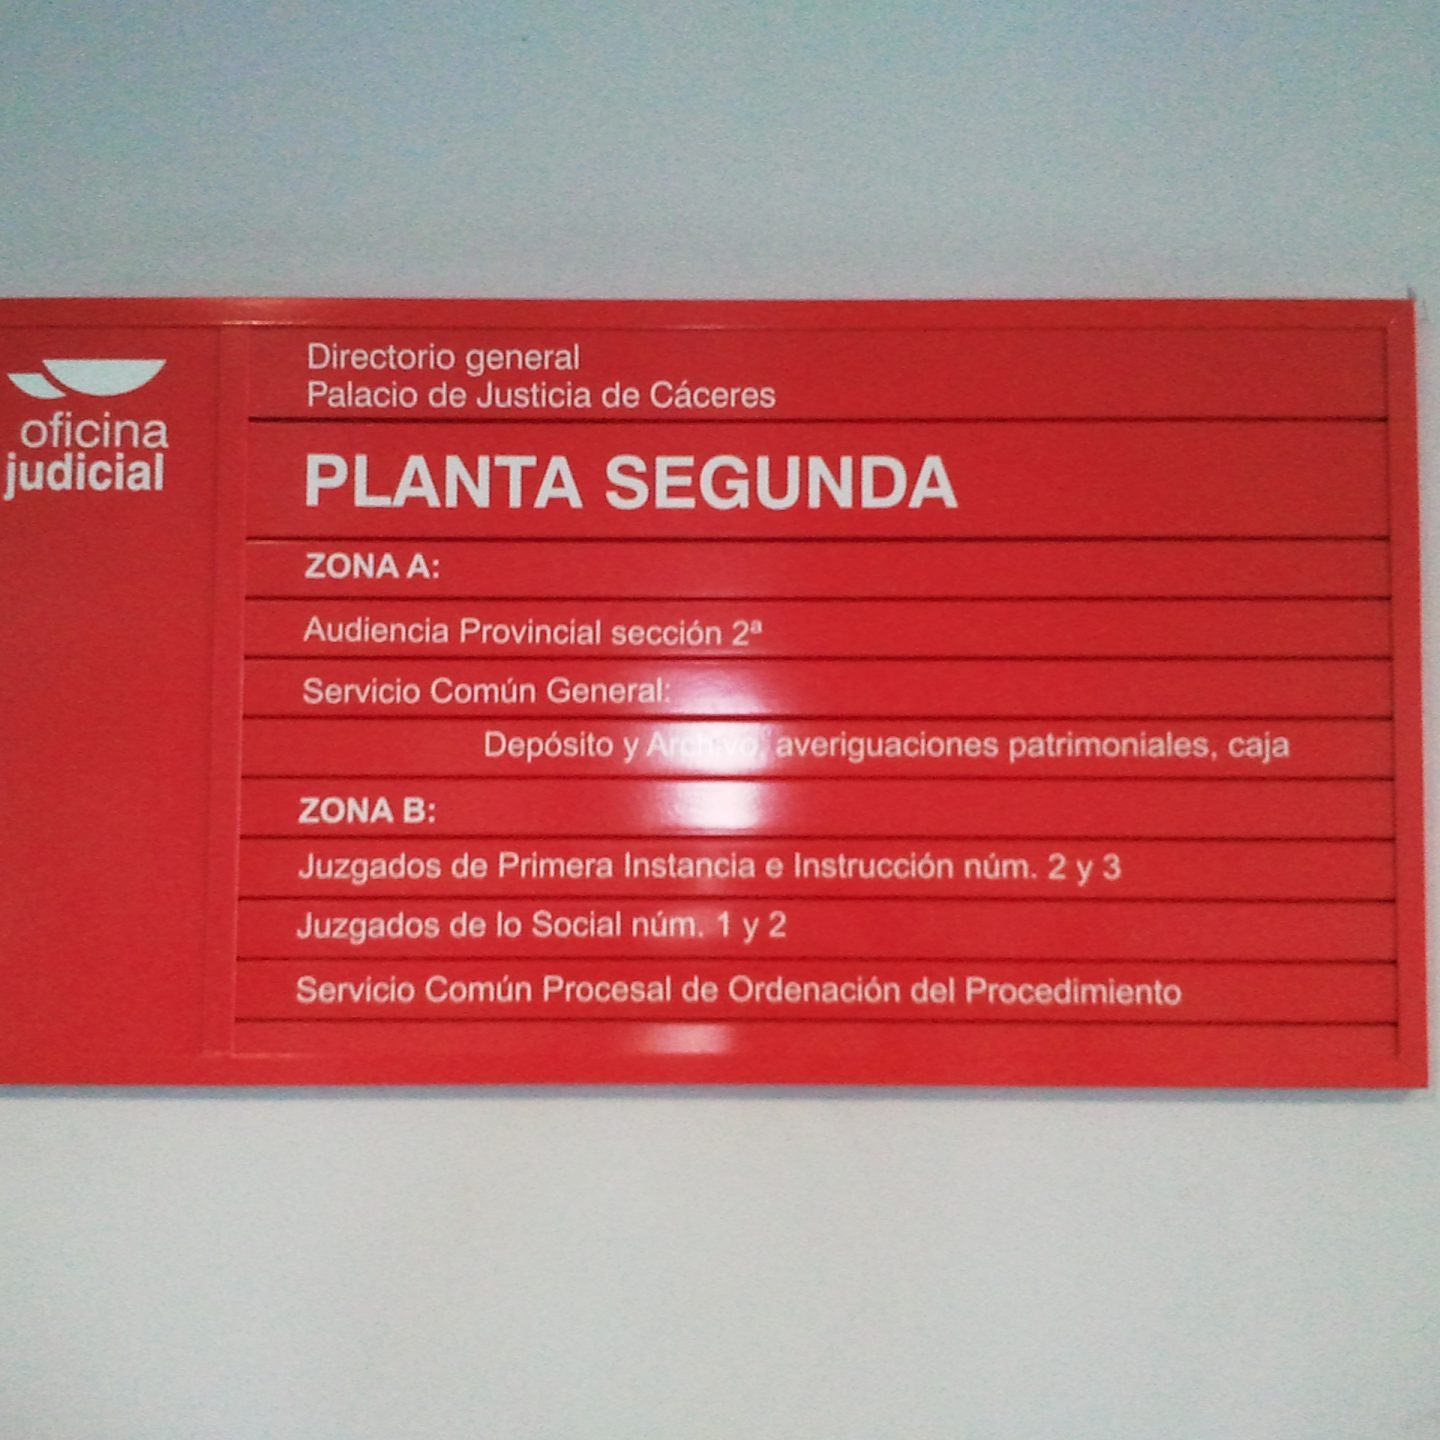 oficina
judicial
Directorio general
Palacio de Justicia de Cáceres
PLANTA SEGUNDA
ZONA A:
Audiencia Provincial sección 2ª
Servicio Común General:
Depósito y Archivo, averiguaciones patrimoniales, caja
ZONA B:
Juzgados de Primera Instancia e Instrucción núm. 2 y 3
Juzgados de lo Social núm. 1 y 2
Servicio Común Procesal de Ordenación del Procedimiento